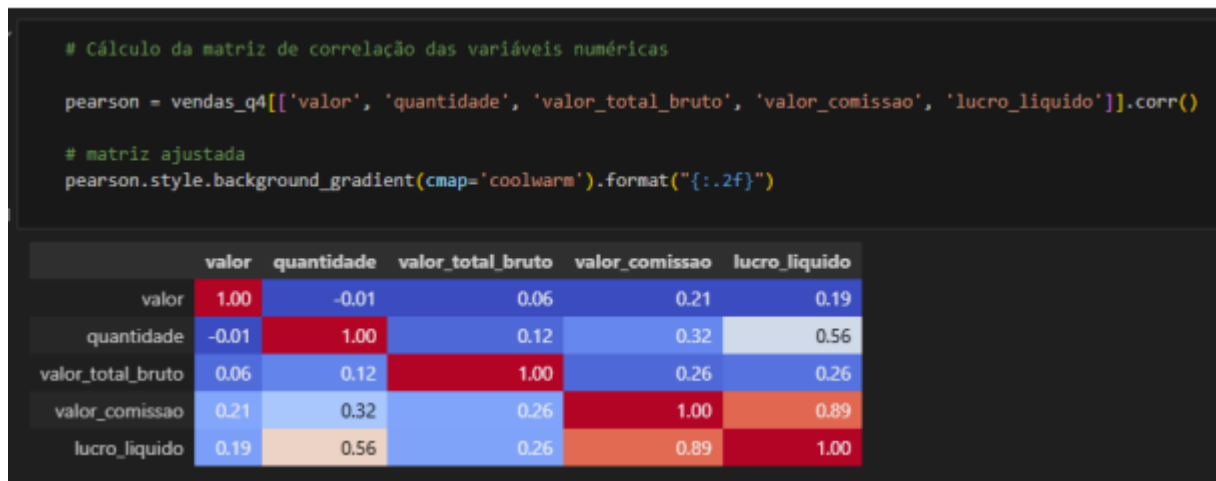 # Cálculo da matriz de correlação das variáveis numéricas
pearson = vendas_q4[['valor', 'quantidade', 'valor_total_bruto', 'valor_comissao', 'lucro_liquido']].corr()
# matriz ajustada
pearson.style.background_gradient(cmap='coolwarm').format("{:.2f}")
valor quantidade valor_total_bruto valor_comissao lucro_liquido
valor 1.00 -0.01 0.06 0.21 0.19
quantidade -0.01 1.00 0.12 0.32 0.56
valor_total_bruto 0.06 0.12 1.00 0.26 0.26
valor_comissao 0.21 0.32 0.26 1.00 0.89
lucro_liquido 0.19 0.56 0.26 0.89 1.00